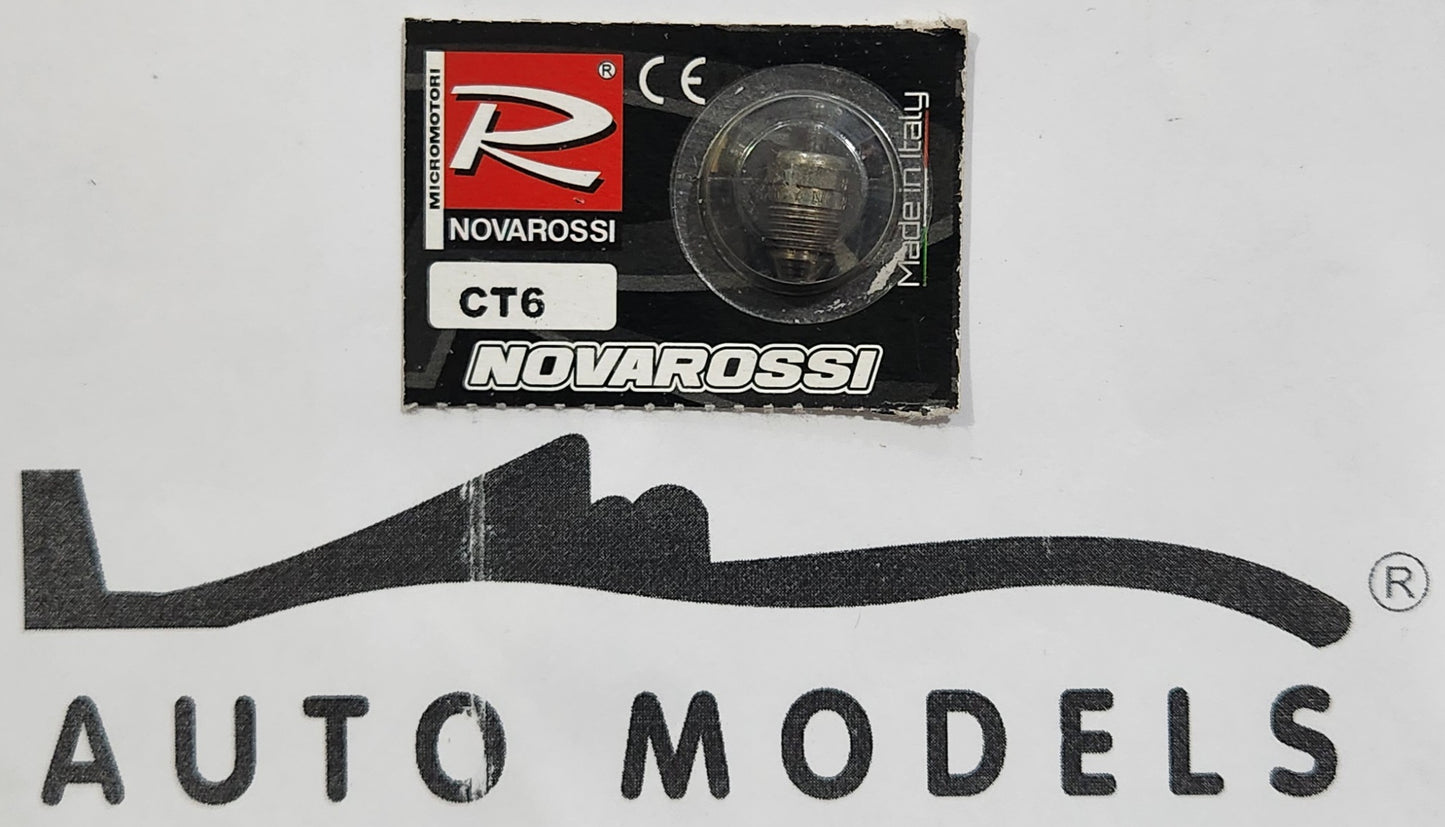 MICROMOTORI
R ®
NOVAROSSI
CE
Made in Italy
CT6
NOVAROSSI
®
AUTO MODELS